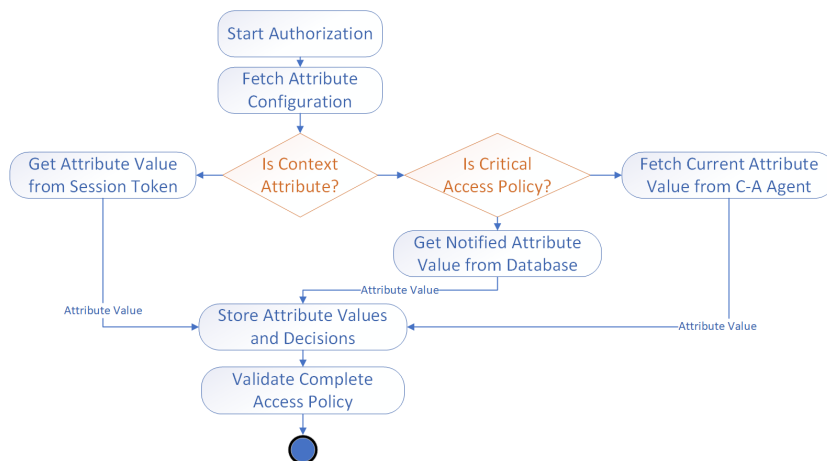 Start Authorization
Fetch Attribute
Configuration
Get Attribute Value
from Session Token
Is Context
Attribute?
Is Critical
Access Policy?
Fetch Current Attribute
Value from C-A Agent
Get Notified Attribute
Value from Database
Attribute Value
Attribute Value
Store Attribute Values
and Decisions
Attribute Value
Validate Complete
Access Policy